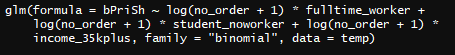 glm(formula = bPriSh ~ log(no_order + 1) * fulltime_worker +
log(no_order + 1) * student_noworker + log(no_order + 1) *
income_35kplus, family = "binomial", data = temp)